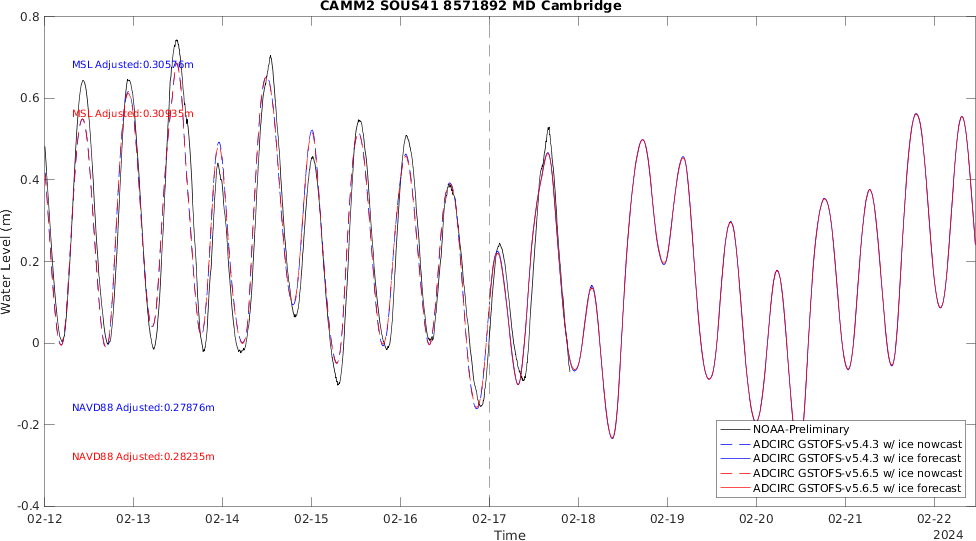 CAMM2 SOUS41 8571892 MD Cambridge
0.8
0.6
0.4
0.2
0
-0.2
-0.4
Water Level (m)
MSL Adjusted:0.30576m
MSL Adjusted:0.30935m
NAVD88 Adjusted:0.27876m
NAVD88 Adjusted:0.28235m
NOAA-Preliminary
ADCIRC GSTOFS-v5.4.3 w/ ice nowcast
ADCIRC GSTOFS-v5.4.3 w/ ice forecast
ADCIRC GSTOFS-v5.6.5 w/ ice nowcast
ADCIRC GSTOFS-v5.6.5 w/ ice forecast
02-12 02-13 02-14 02-15 02-16 02-17 02-18 02-19 02-20 02-21 02-22
Time
2024